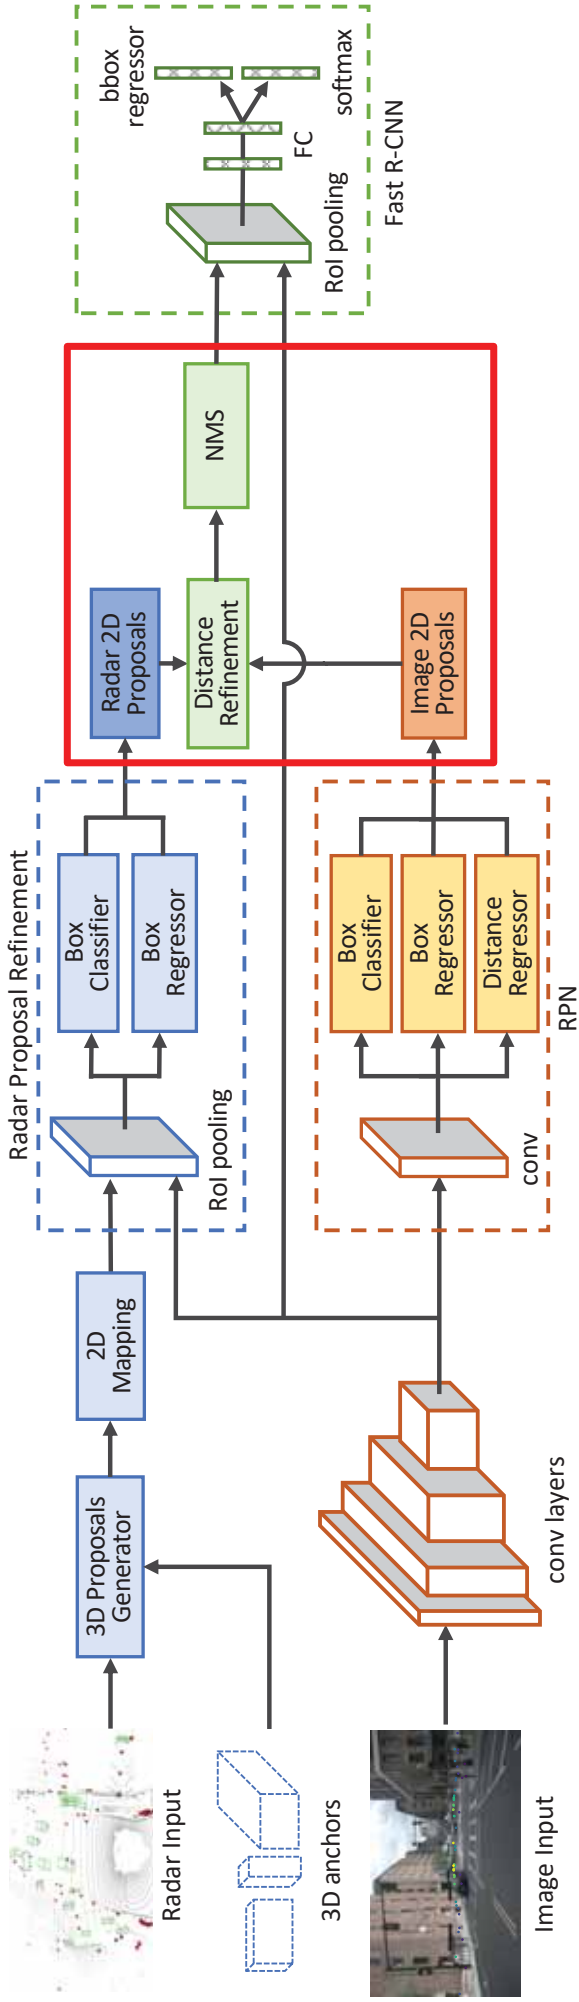 Radar Input
3D anchors
Image Input
3D Proposals
Generator
2D
Mapping
conv layers
Radar Proposal Refinement
RoI pooling
Box
Classifier
Box
Regressor
conv
Box
Classifier
Box
Regressor
Distance
Regressor
RPN
Radar 2D
Proposals
Distance
Refinement
Image 2D
Proposals
NMS
RoI pooling
FC
bbox
regressor
softmax
Fast R-CNN